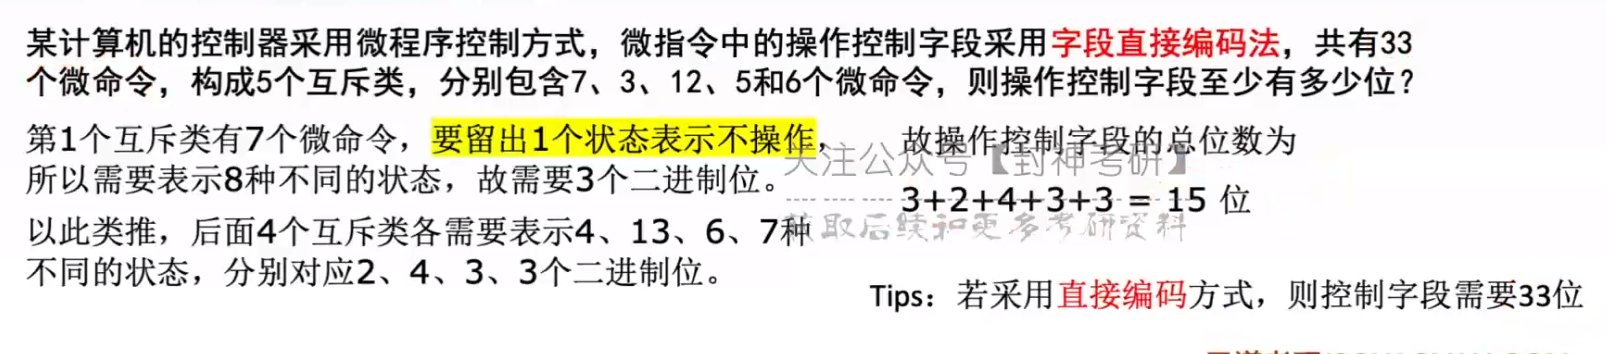 某计算机的控制器采用微程序控制方式，微指令中的操作控制字段采用字段直接编码法，共有33
个微命令，构成5个互斥类，分别包含7、3、12、5和6个微命令，则操作控制字段至少有多少位？
第1个互斥类有7个微命令，要留出1个状态表示不操作，
所以需要表示8种不同的状态，故需要3个二进制位。
以此类推，后面4个互斥类各需要表示4、13、6、7种
不同的状态，分别对应2、4、3、3个二进制位。
故操作控制字段的总位数为
3+2+4+3+3 = 15 位
关注公众号【封神考研】
获取后续和更多考研资料
Tips：若采用直接编码方式，则控制字段需要33位